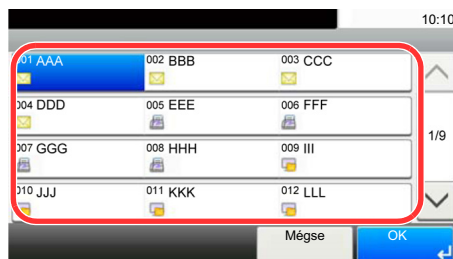 10:10
001 AAA 002 BBB 003 CCC
004 DDD 005 EEE 006 FFF
1/9
007 GGG 008 HHH 009 III
010 JJJ 011 KKK 012 LLL
Mégse OK